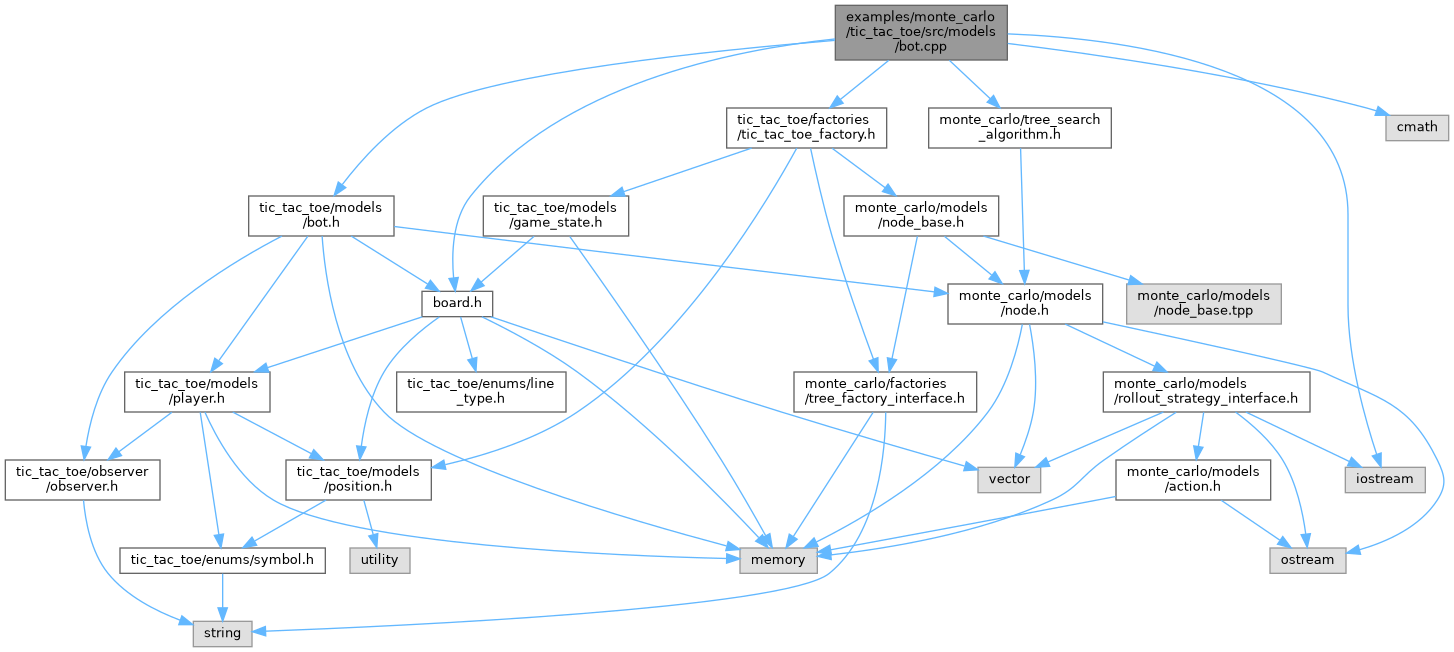 examples/monte_carlo
/tic_tac_toe/src/models
/bot.cpp
tic_tac_toe/factories
/tic_tac_toe_factory.h
monte_carlo/tree_search
_algorithm.h
cmath
tic_tac_toe/models
/bot.h
tic_tac_toe/models
/game_state.h
monte_carlo/models
/node_base.h
board.h
monte_carlo/models
/node.h
monte_carlo/models
/node_base.tpp
tic_tac_toe/models
/player.h
tic_tac_toe/enums/line
_type.h
monte_carlo/factories
/tree_factory_interface.h
monte_carlo/models
/rollout_strategy_interface.h
tic_tac_toe/observer
/observer.h
tic_tac_toe/models
/position.h
vector
monte_carlo/models
/action.h
iostream
tic_tac_toe/enums/symbol.h
utility
memory
ostream
string